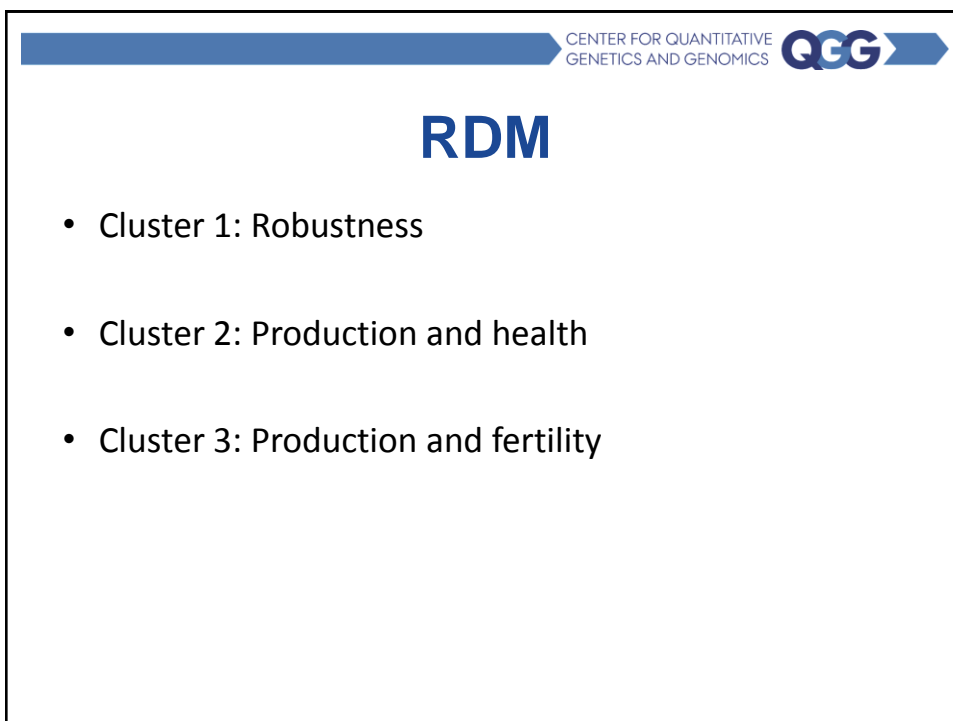 CENTER FOR QUANTITATIVE
GENETICS AND GENOMICS
QGG
RDM
• Cluster 1: Robustness
• Cluster 2: Production and health
• Cluster 3: Production and fertility